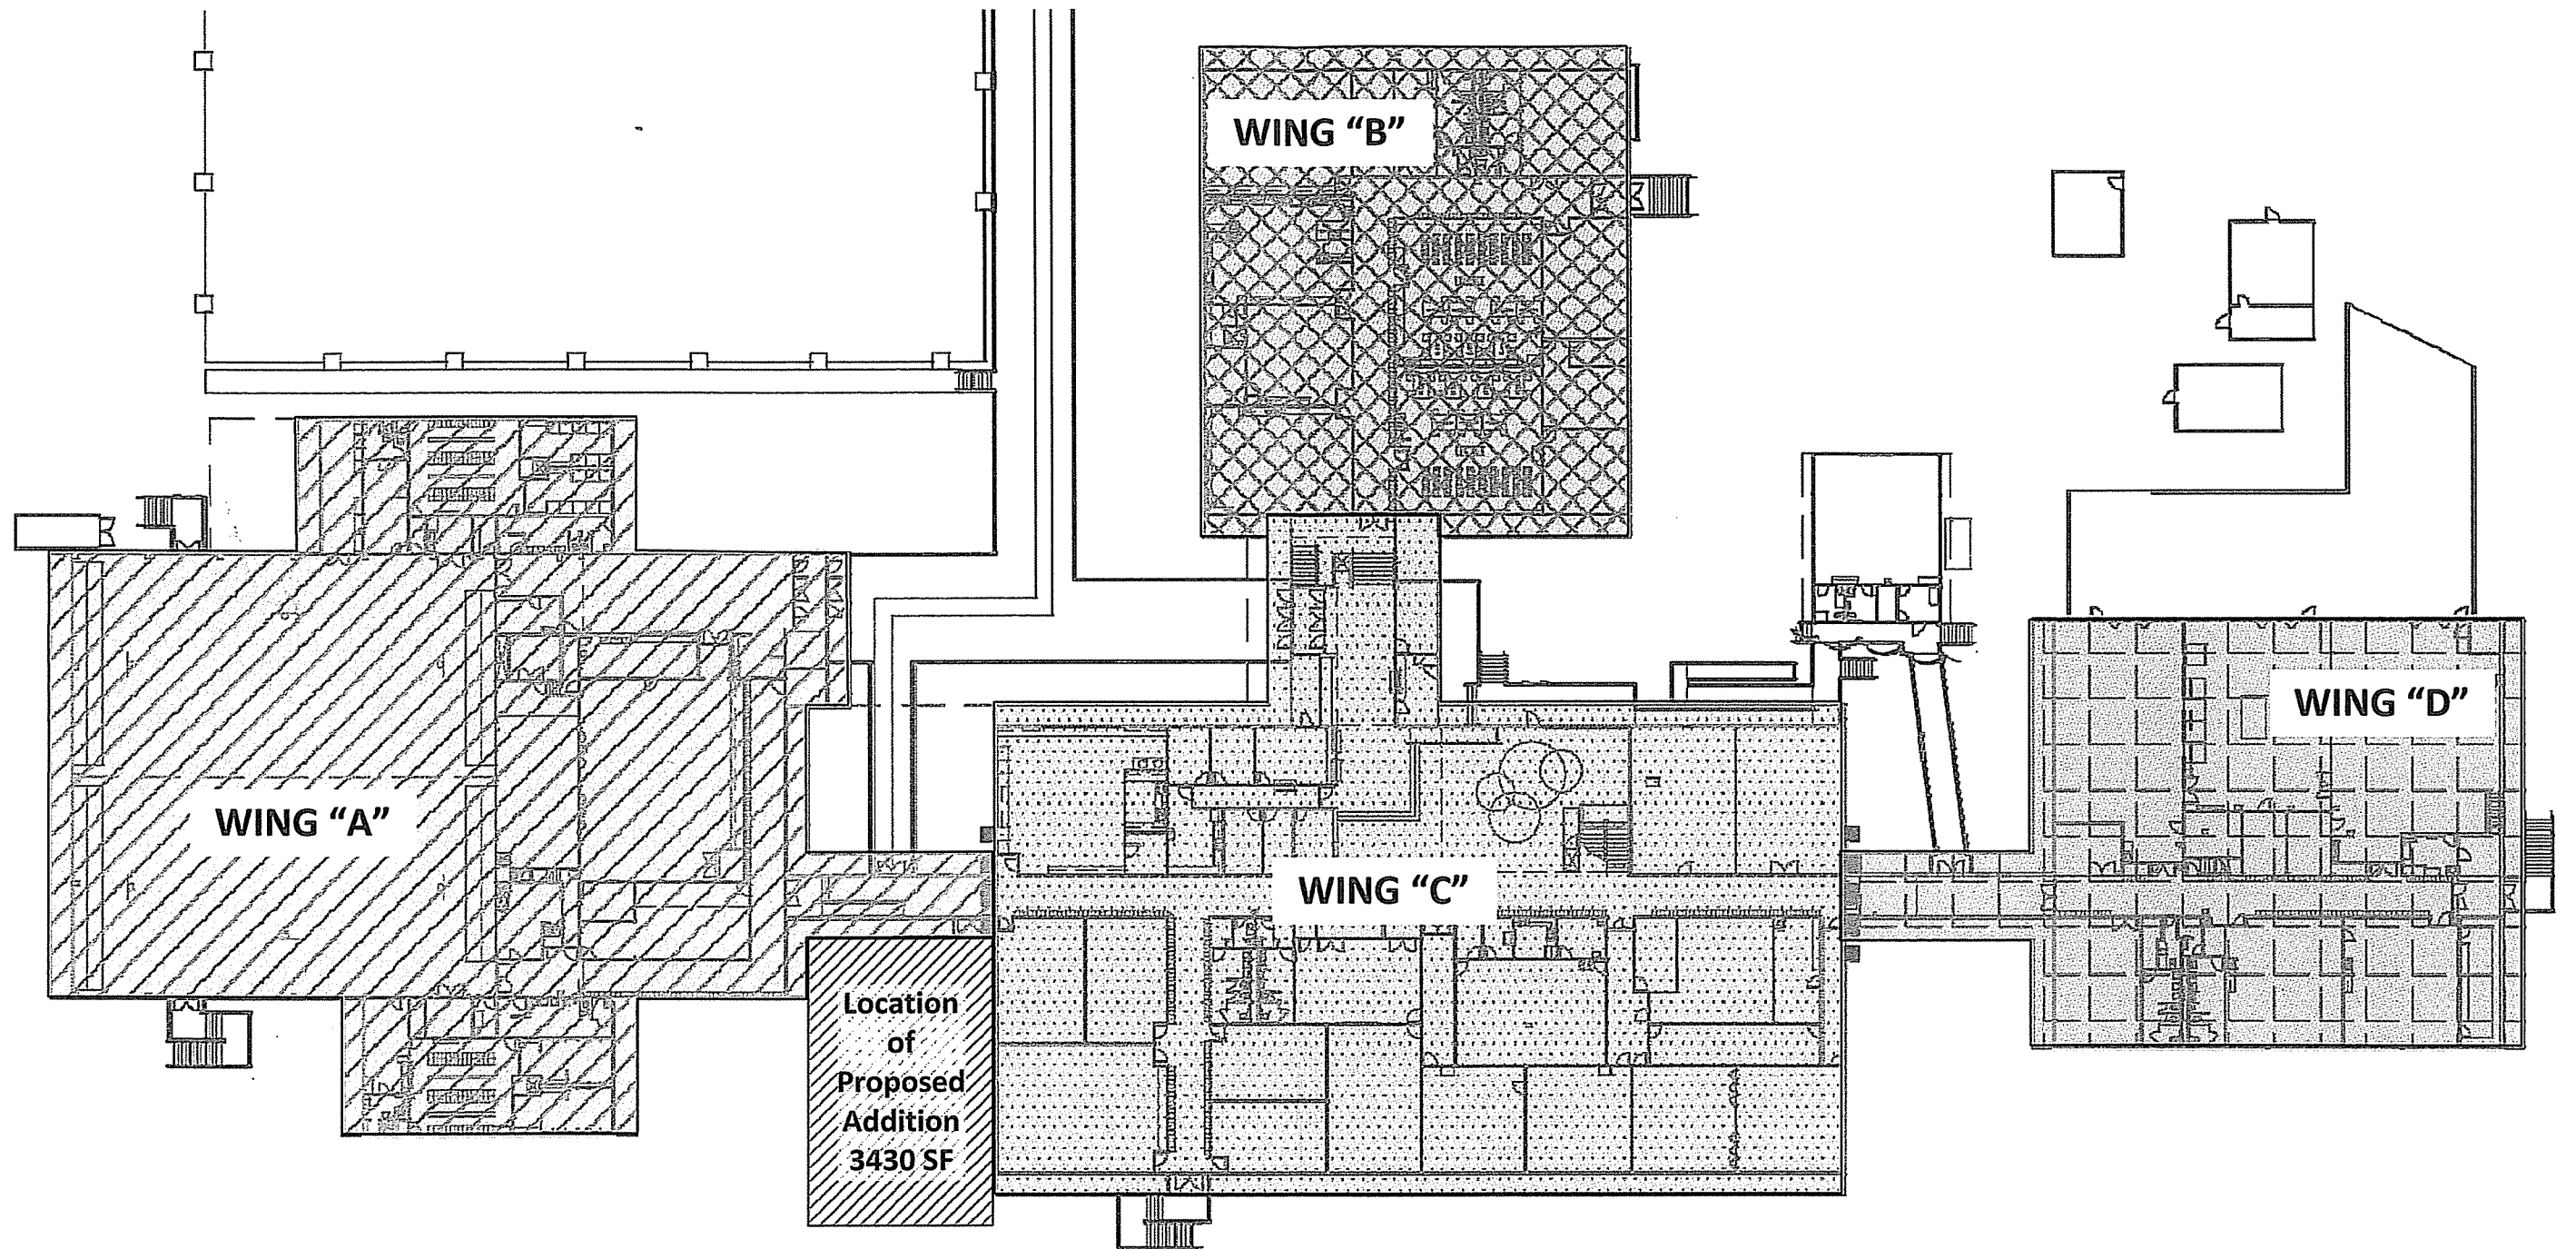 WING “B”
WING “D”
WING “A”
WING “C”
Location
of
Proposed
Addition
3430 SF